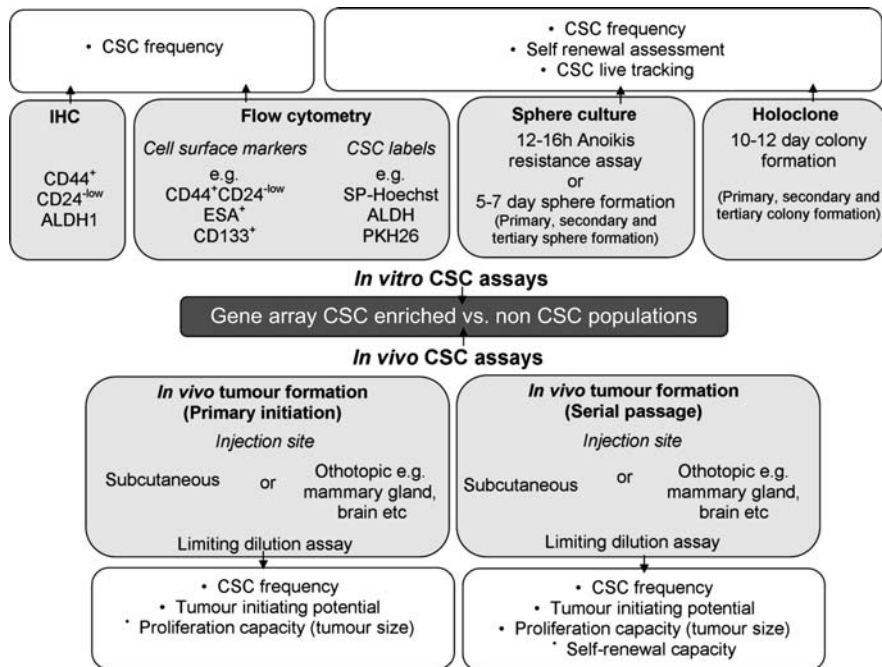 • CSC frequency
• CSC frequency
• Self renewal assessment
• CSC live tracking
IHC
CD44⁺
CD24⁻ˡᵒʷ
ALDH1
Flow cytometry
Cell surface markers
e.g.
CD44⁺CD24⁻ˡᵒʷ
ESA⁺
CD133⁺
CSC labels
e.g.
SP-Hoechst
ALDH
PKH26
Sphere culture
12-16h Anoikis
resistance assay
or
5-7 day sphere formation
(Primary, secondary and
tertiary sphere formation)
Holoclone
10-12 day colony
formation
(Primary, secondary and
tertiary colony formation)
In vitro CSC assays
Gene array CSC enriched vs. non CSC populations
In vivo CSC assays
In vivo tumour formation
(Primary initiation)
Injection site
Subcutaneous
or
Othotopic e.g.
mammary gland,
brain etc
Limiting dilution assay
• CSC frequency
• Tumour initiating potential
• Proliferation capacity (tumour size)
In vivo tumour formation
(Serial passage)
Injection site
Subcutaneous
or
Othotopic e.g.
mammary gland,
brain etc
Limiting dilution assay
• CSC frequency
• Tumour initiating potential
• Proliferation capacity (tumour size)
• Self-renewal capacity